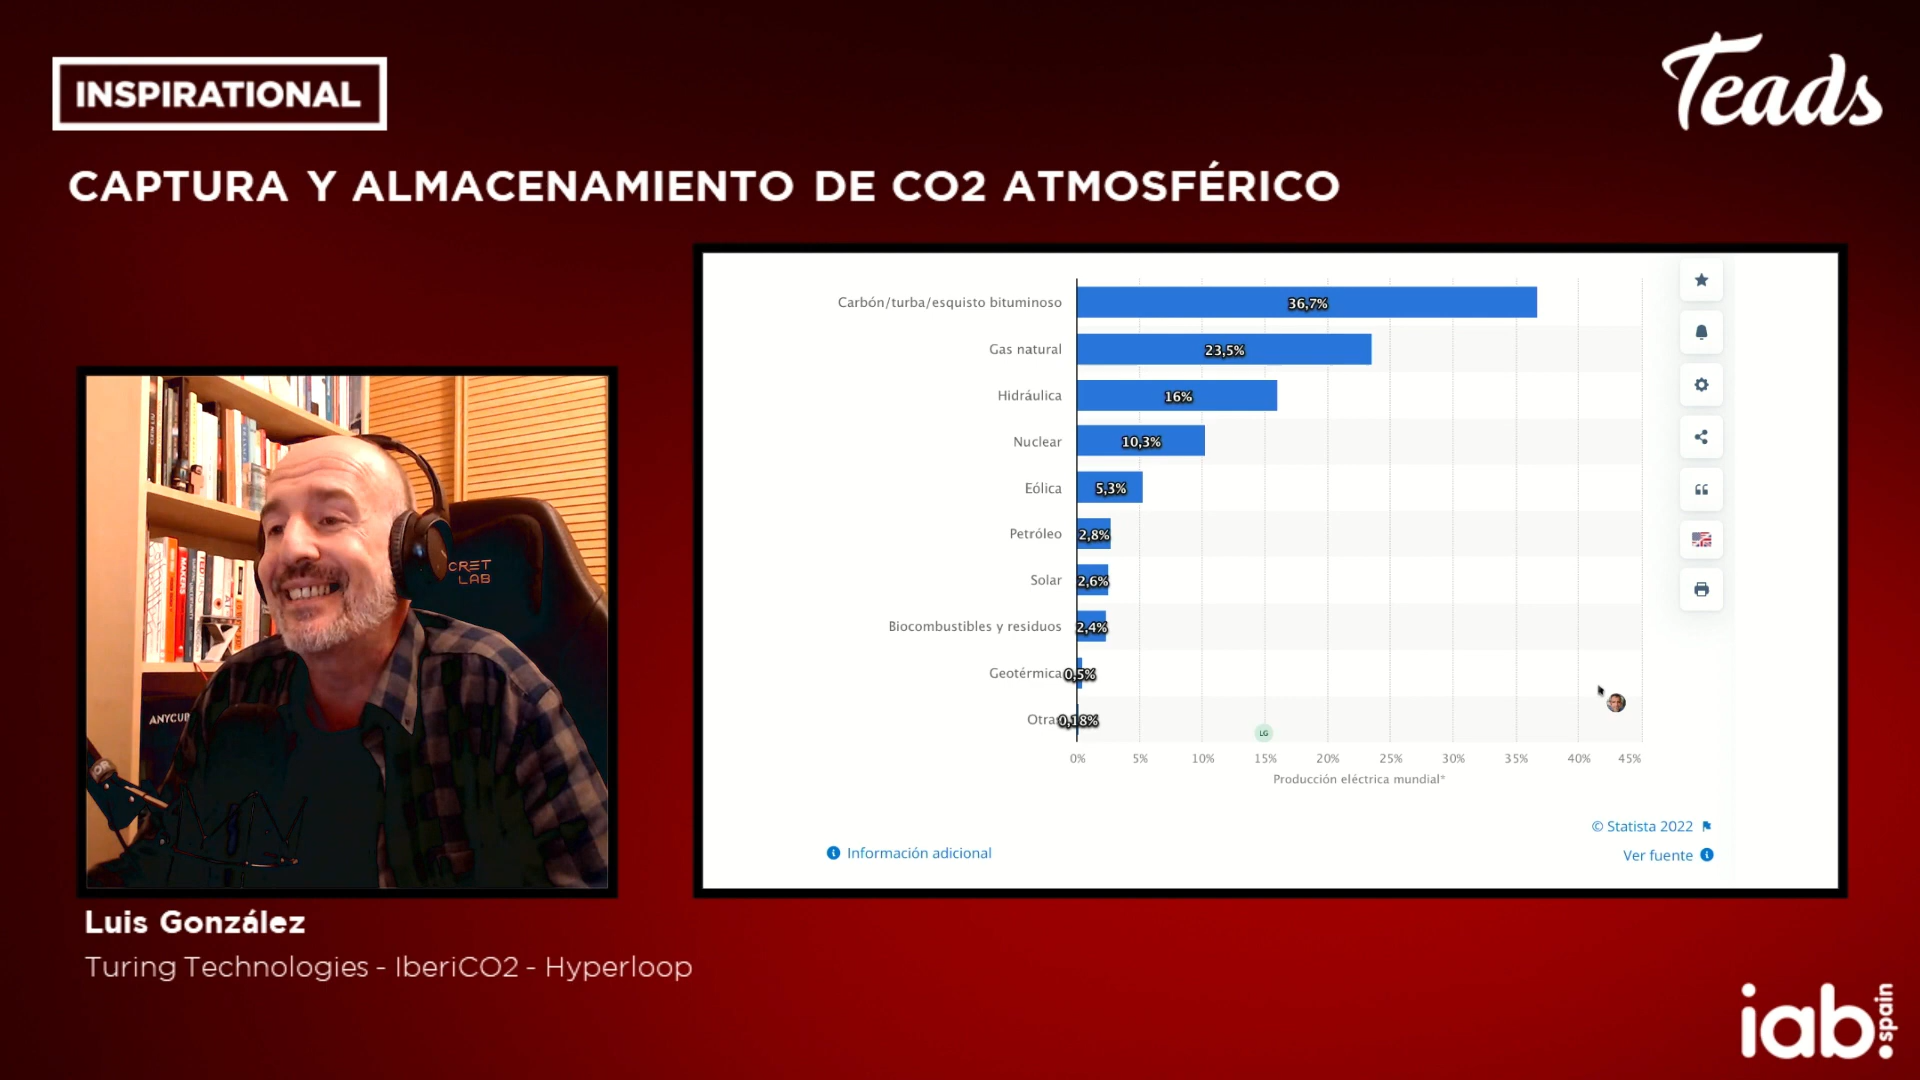 INSPIRATIONAL
Teads
CAPTURA Y ALMACENAMIENTO DE CO2 ATMOSFÉRICO
Carbón/turba/esquisto bituminoso
36,7%
Gas natural
23,5%
Hidráulica
16%
Nuclear
10,3%
Eólica
5,3%
Petróleo
2,8%
Solar
2,6%
Biocombustibles y residuos
2,4%
Geotérmica
0,5%
Otras
0,18%
LG
0% 5% 10% 15% 20% 25% 30% 35% 40% 45%
Producción eléctrica mundial*
© Statista 2022
Información adicional
Ver fuente
CRET
LAB
ANYCUB
Luis González
Turing Technologies - IberiCO2 - Hyperloop
iab.spain